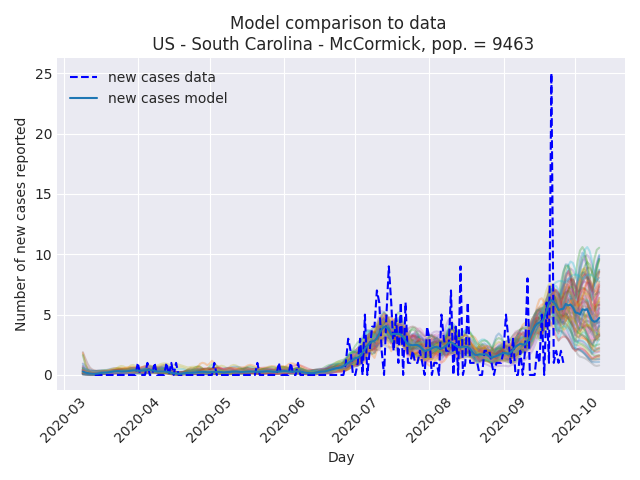 Model comparison to data
US - South Carolina - McCormick, pop. = 9463
new cases data
new cases model
Number of new cases reported
25
20
15
10
5
0
2020-03
2020-04
2020-05
2020-06
2020-07
2020-08
2020-09
2020-10
Day